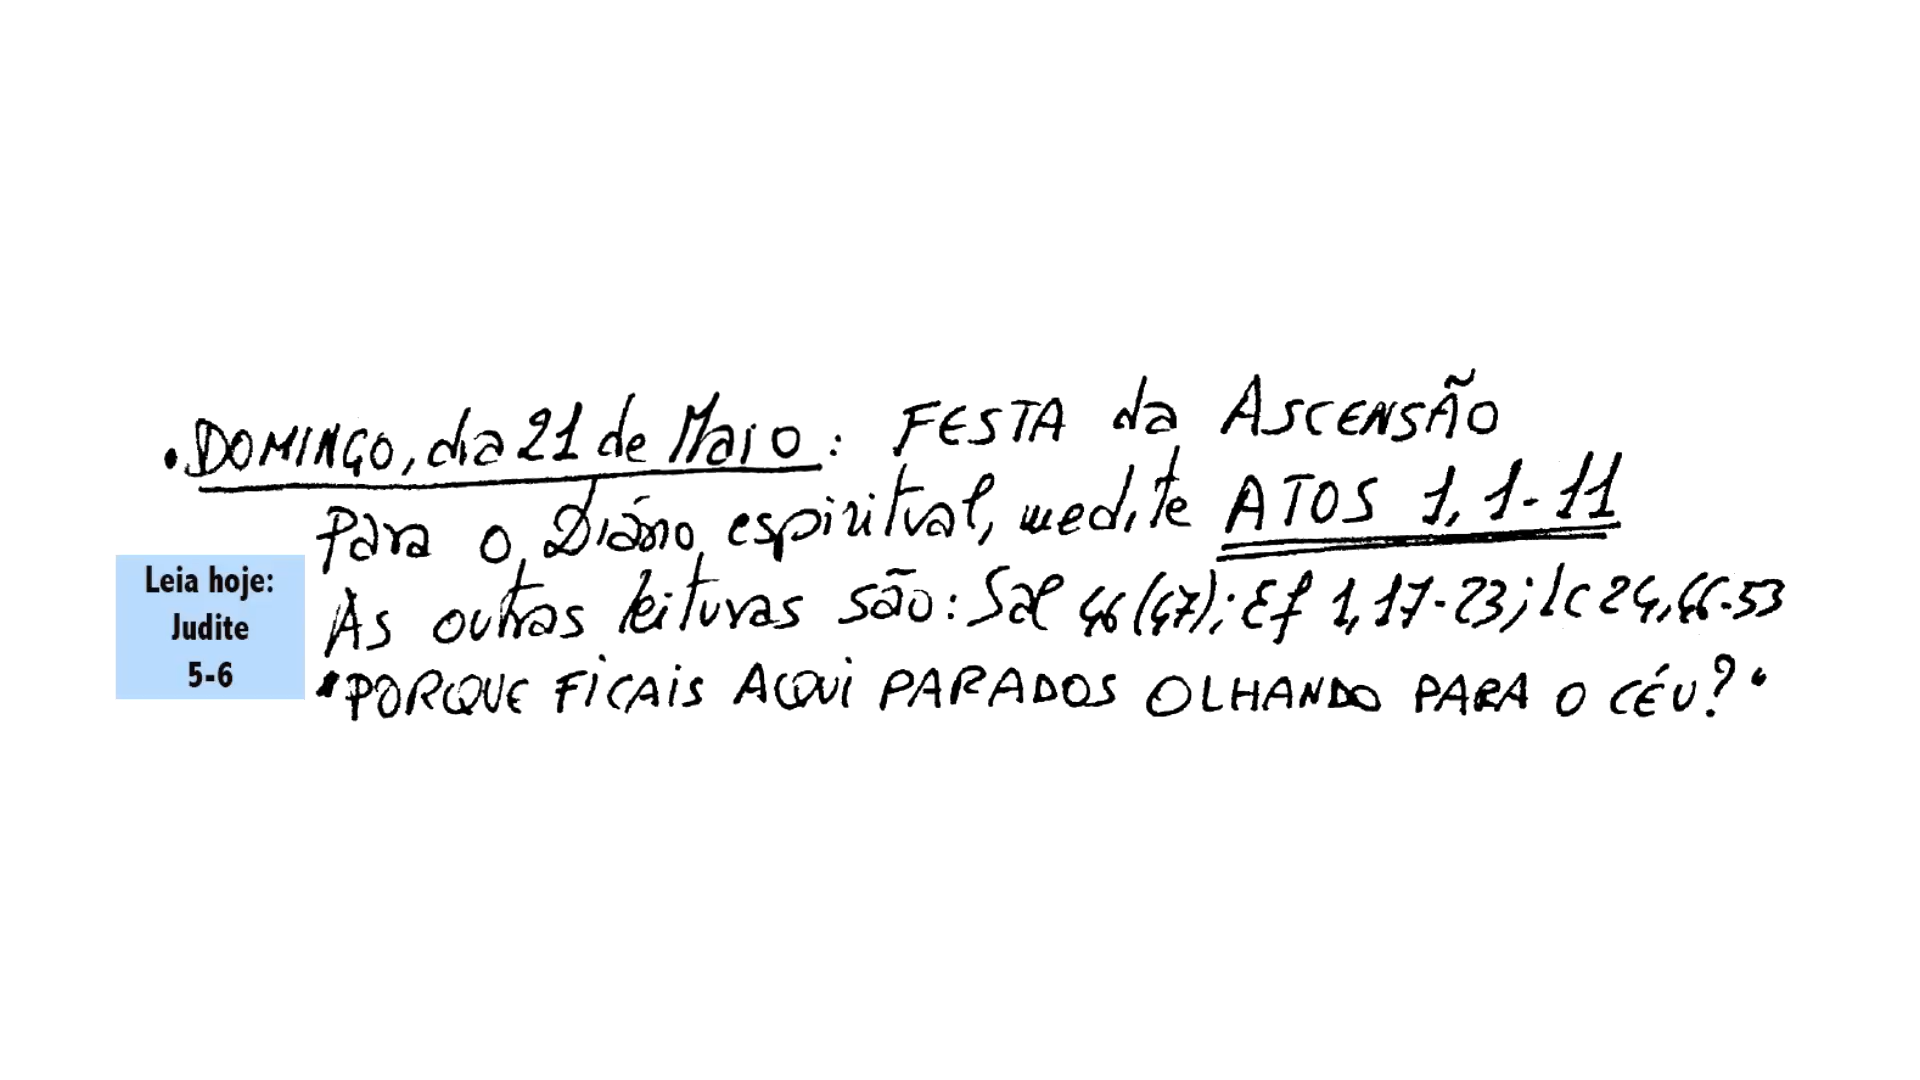 •DOMINGO, dia 21 de Maio: FESTA da ASCENSÃO
Para o Diário espiritual, medite ATOS 1, 1-11
Leia hoje:
Judite
5-6
As outras leituras são: Sal 46(47); Ef 1,17-23; Lc 24,46-53
"PORQUE FICAIS AQUI PARADOS OLHANDO PARA O CÉU?"